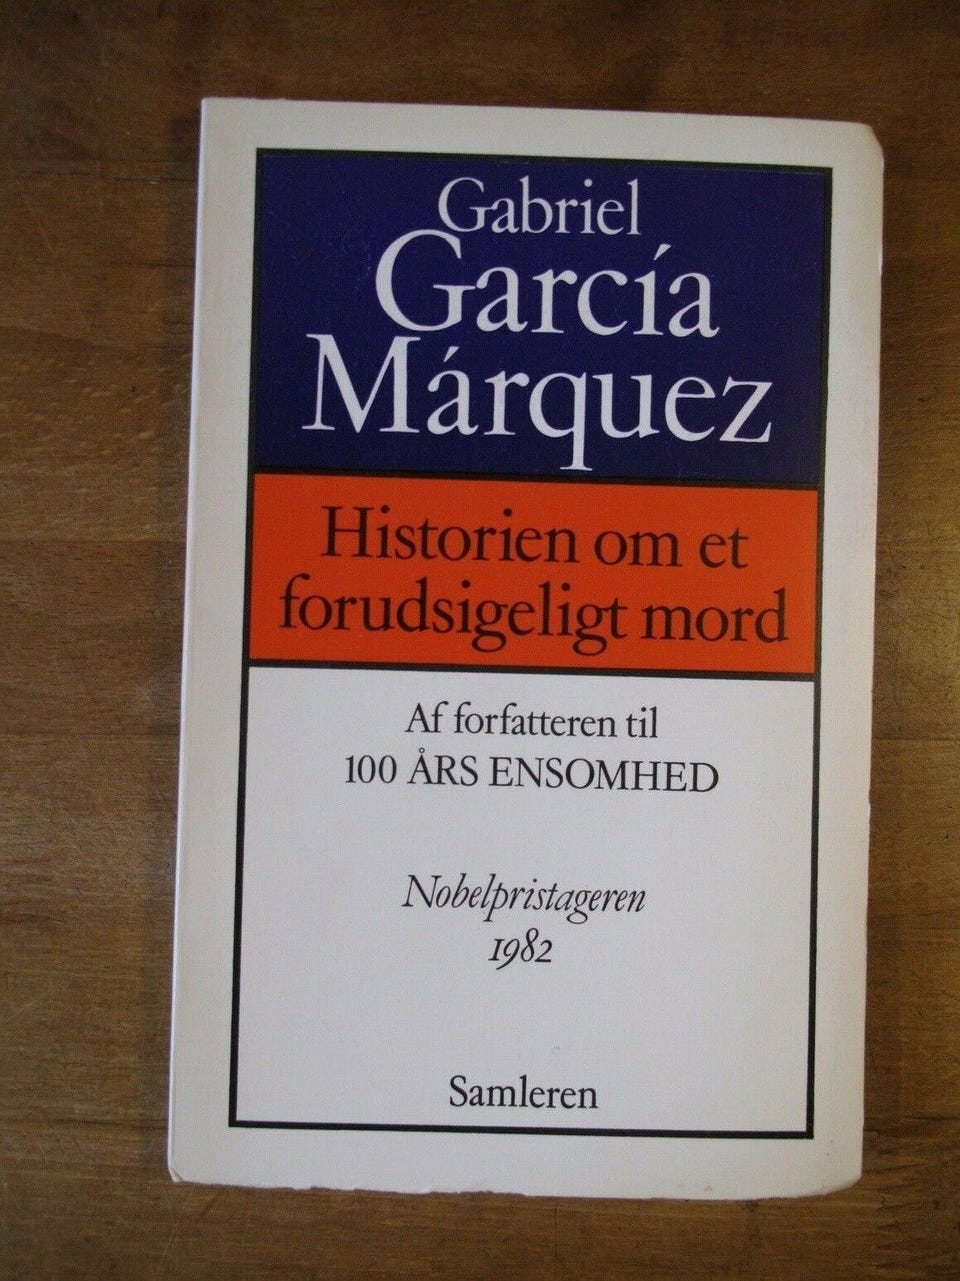 Gabriel
García
Márquez
Historien om et
forudsigeligt mord
Af forfatteren til
100 ÅRS ENSOMHED
Nobelpristageren
1982
Samleren